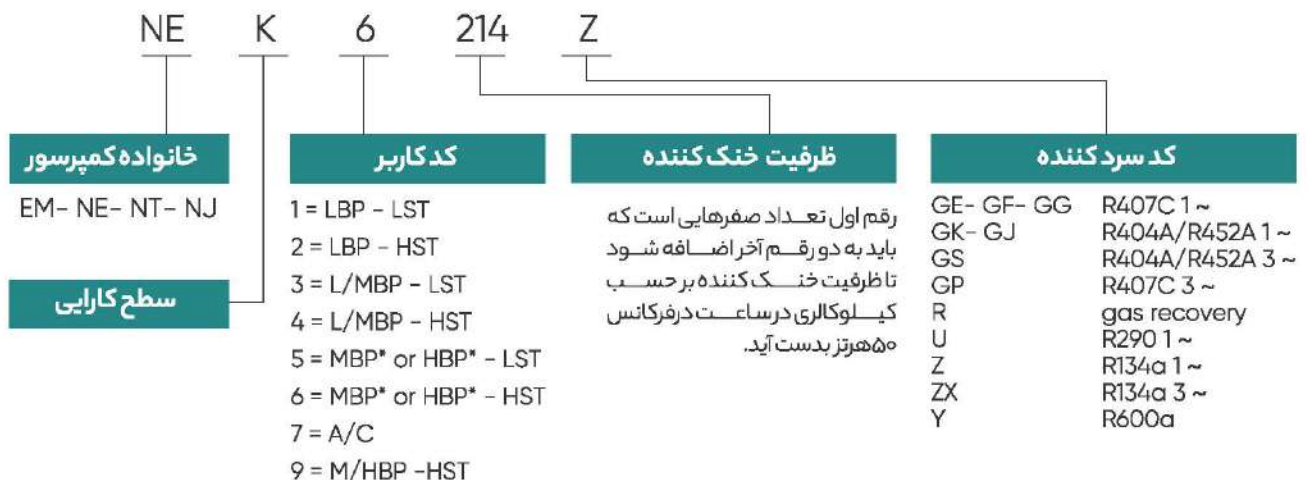 NE K 6 214 Z
خانواده کمپرسور
EM- NE- NT- NJ
سطح کارایی
کد کاربر
1 = LBP - LST
2 = LBP - HST
3 = L/MBP - LST
4 = L/MBP - HST
5 = MBP* or HBP* - LST
6 = MBP* or HBP* - HST
7 = A/C
9 = M/HBP -HST
ظرفیت خنک کننده
رقم اول تعداد صفرهایی است که
باید به دو رقم آخر اضافه شود
تا ظرفیت خنک کننده بر حسب
کیلوکالری در ساعت در فرکانس
۵۰هرتز بدست آید.
کد سرد کننده
GE- GF- GG R407C 1 ~
GK- GJ R404A/R452A 1 ~
GS R404A/R452A 3 ~
GP R407C 3 ~
R gas recovery
U R290 1 ~
Z R134a 1 ~
ZX R134a 3 ~
Y R600a